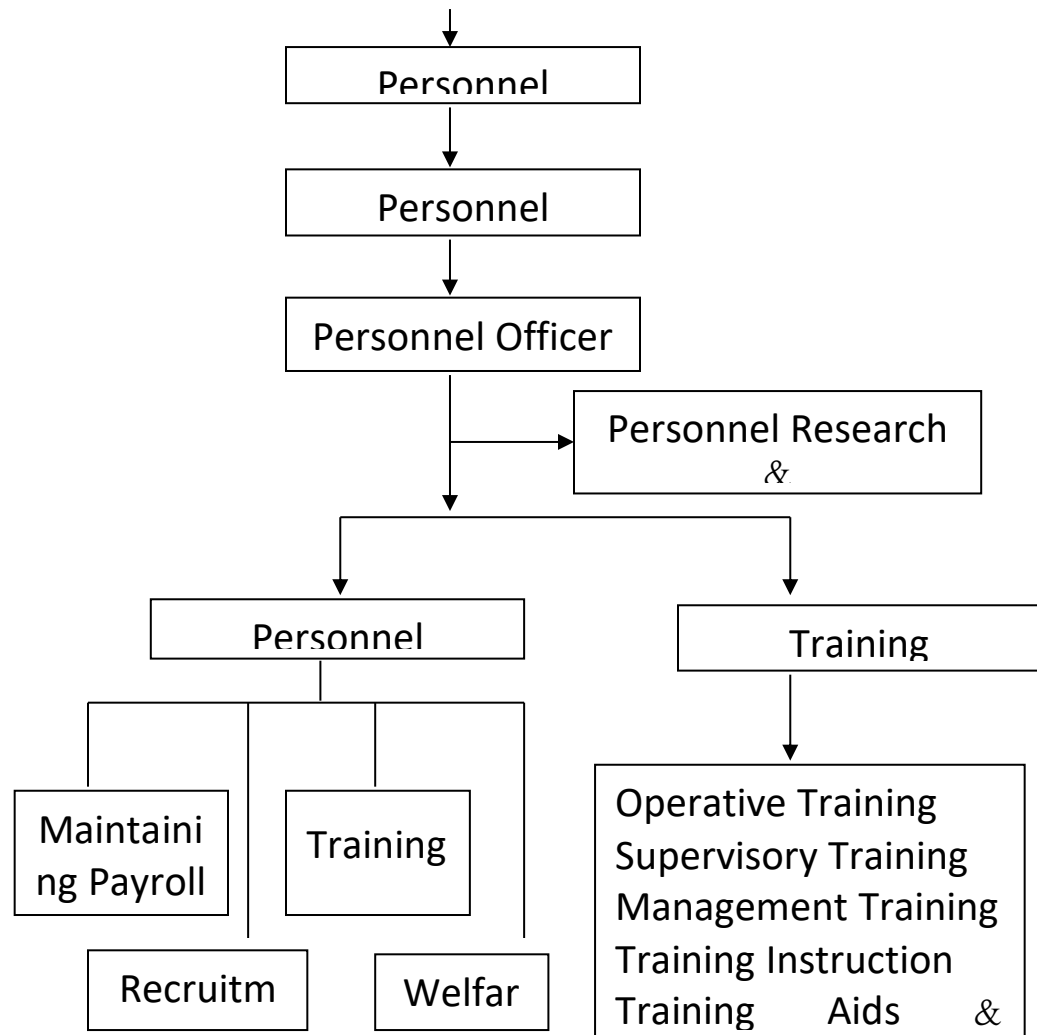 Personnel
Personnel
Personnel Officer
Personnel Research
&
Personnel
Training
Maintaini
ng Payroll
Training
Recruitm
Welfar
Operative Training
Supervisory Training
Management Training
Training Instruction
Training Aids &